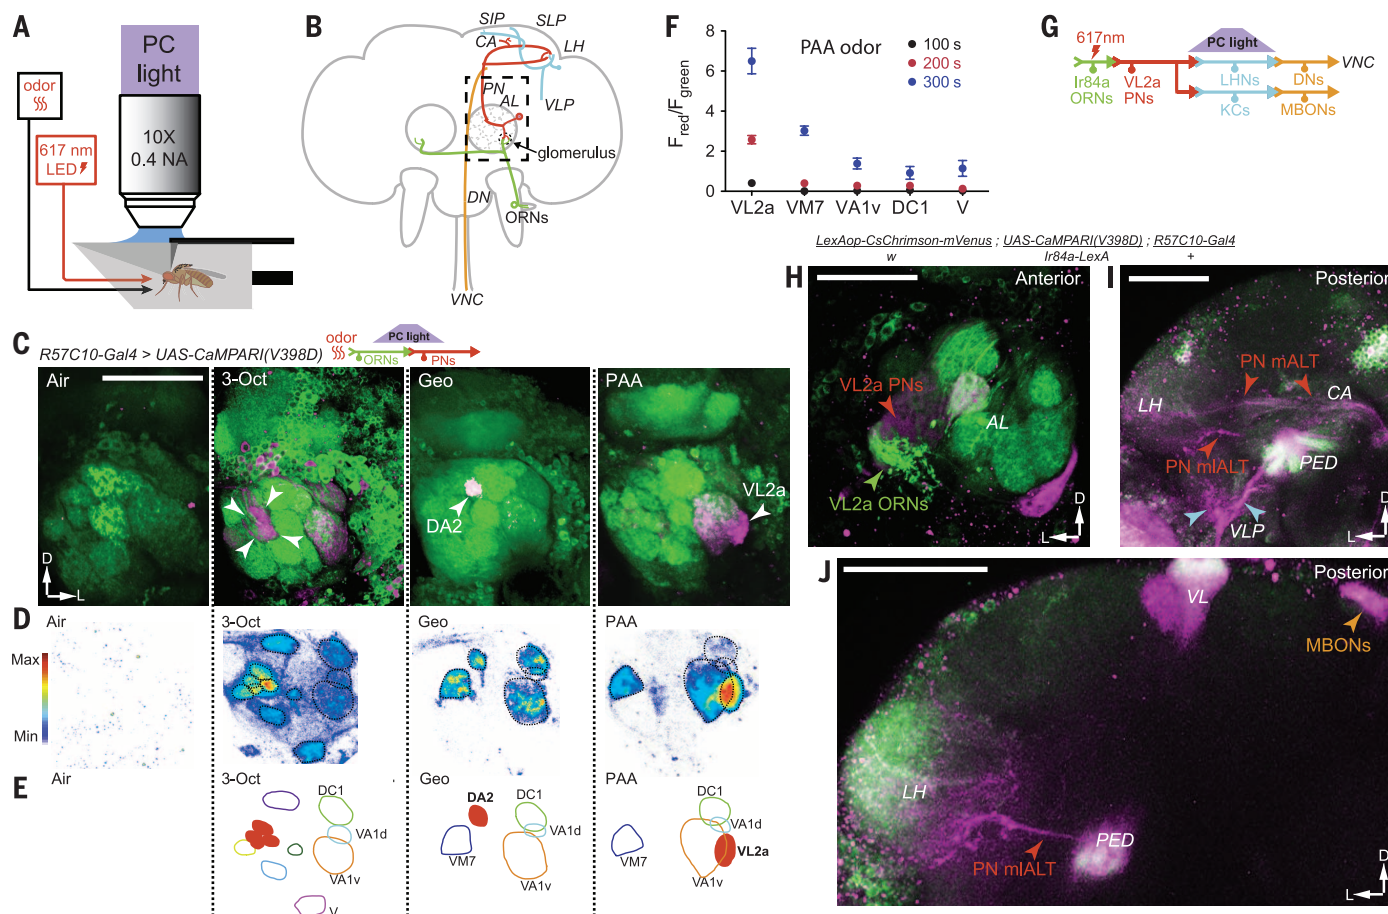 A
PC
light
odor
617 nm
LED
10X
0.4 NA
B
SIP
SLP
CA
LH
PN
AL
VLP
glomerulus
DN
ORNs
VNC
F
PAA odor
100 s
200 s
300 s
Fred/Fgreen
8
6
4
2
0
VL2a
VM7
VA1v
DC1
V
G
617nm
PC light
Ir84a
ORNs
VL2a
PNs
LHNs
DNs
VNC
KCs
MBONs
C
R57C10-Gal4 > UAS-CaMPARI(V398D)
odor
PC light
ORNs
PNs
Air
3-Oct
Geo
PAA
DA2
VL2a
D
L
D
Air
3-Oct
Geo
PAA
Max
Min
E
Air
3-Oct
Geo
PAA
DC1
VA1d
VA1v
V
DA2
VM7
DC1
VA1d
VA1v
DC1
VA1d
VM7
VL2a
VA1v
LexAop-CsChrimson-mVenus ; UAS-CaMPARI(V398D) ; R57C10-Gal4
w Ir84a-LexA +
H
Anterior
VL2a PNs
AL
VL2a ORNs
D
L
I
Posterior
PN mALT
CA
LH
PN mlALT
PED
VLP
D
L
J
Posterior
VL
MBONs
LH
PED
PN mlALT
D
L